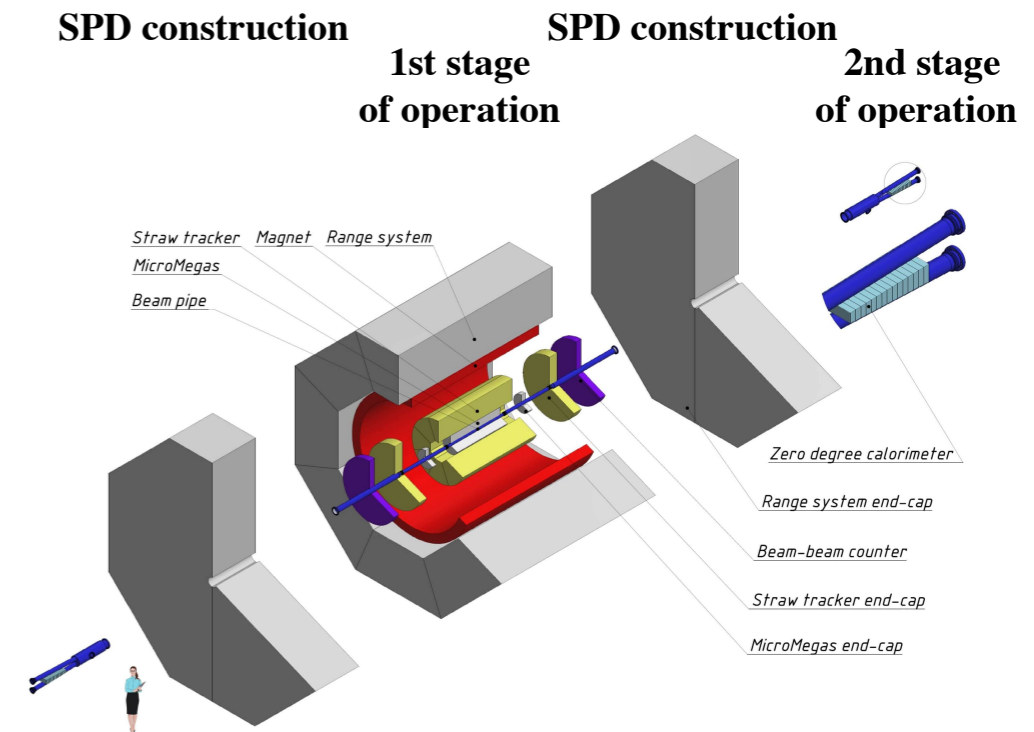 SPD construction
1st stage
of operation
SPD construction
2nd stage
of operation
Straw tracker
Magnet
Range system
MicroMegas
Beam pipe
Zero degree calorimeter
Range system end-cap
Beam-beam counter
Straw tracker end-cap
MicroMegas end-cap